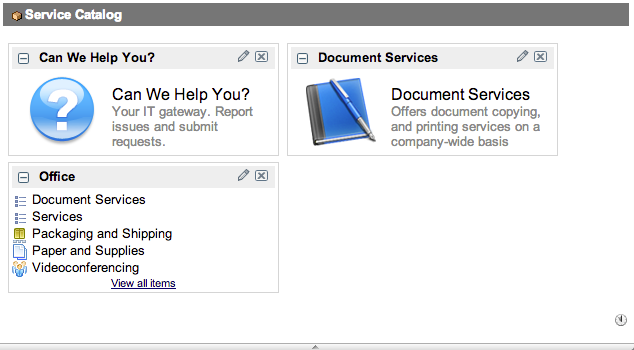 Service Catalog
Can We Help You?
Can We Help You?
Your IT gateway. Report
issues and submit
requests.
Document Services
Document Services
Offers document copying,
and printing services on a
company-wide basis
Office
Document Services
Services
Packaging and Shipping
Paper and Supplies
Videoconferencing
View all items